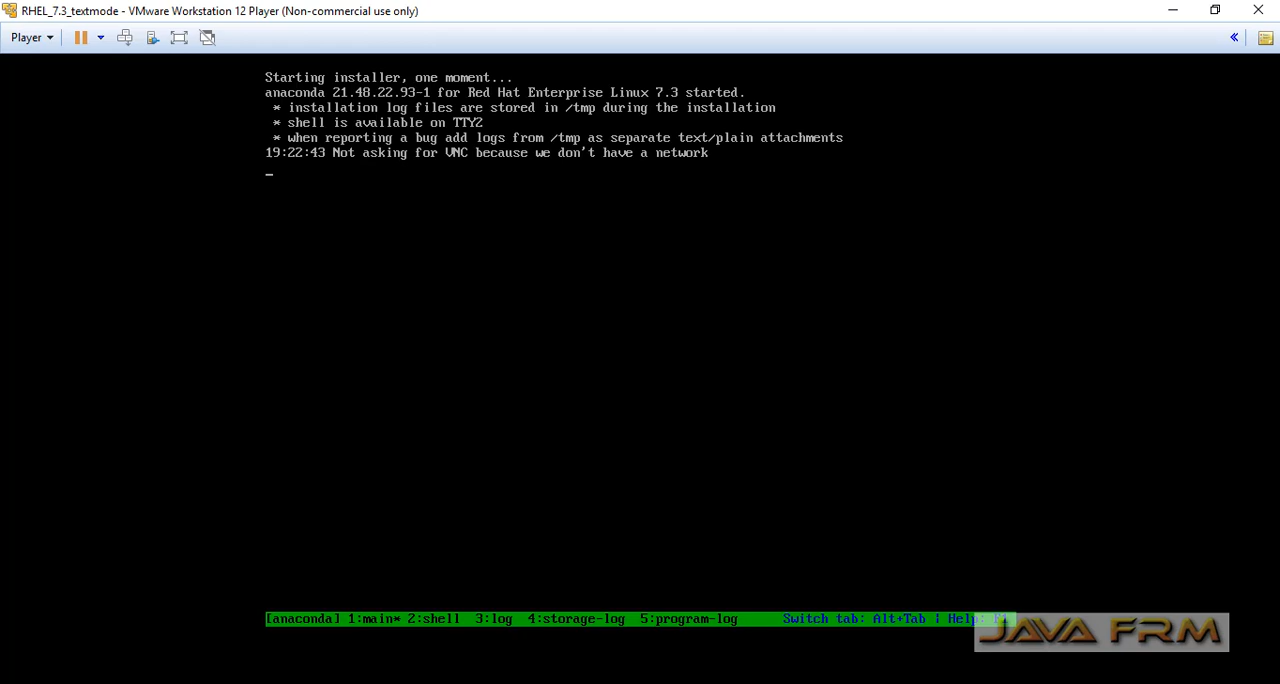 RHEL_7.3_textmode - VMware Workstation 12 Player (Non-commercial use only)
Player
Starting installer, one moment...
anaconda 21.48.22.93-1 for Red Hat Enterprise Linux 7.3 started.
* installation log files are stored in /tmp during the installation
* shell is available on TTY2
* when reporting a bug add logs from /tmp as separate text/plain attachments
19:22:43 Not asking for VNC because we don't have a network
[anaconda] 1:main* 2:shell 3:log 4:storage-log 5:program-log Switch tab: Alt+Tab | Help:
JAVA FRM